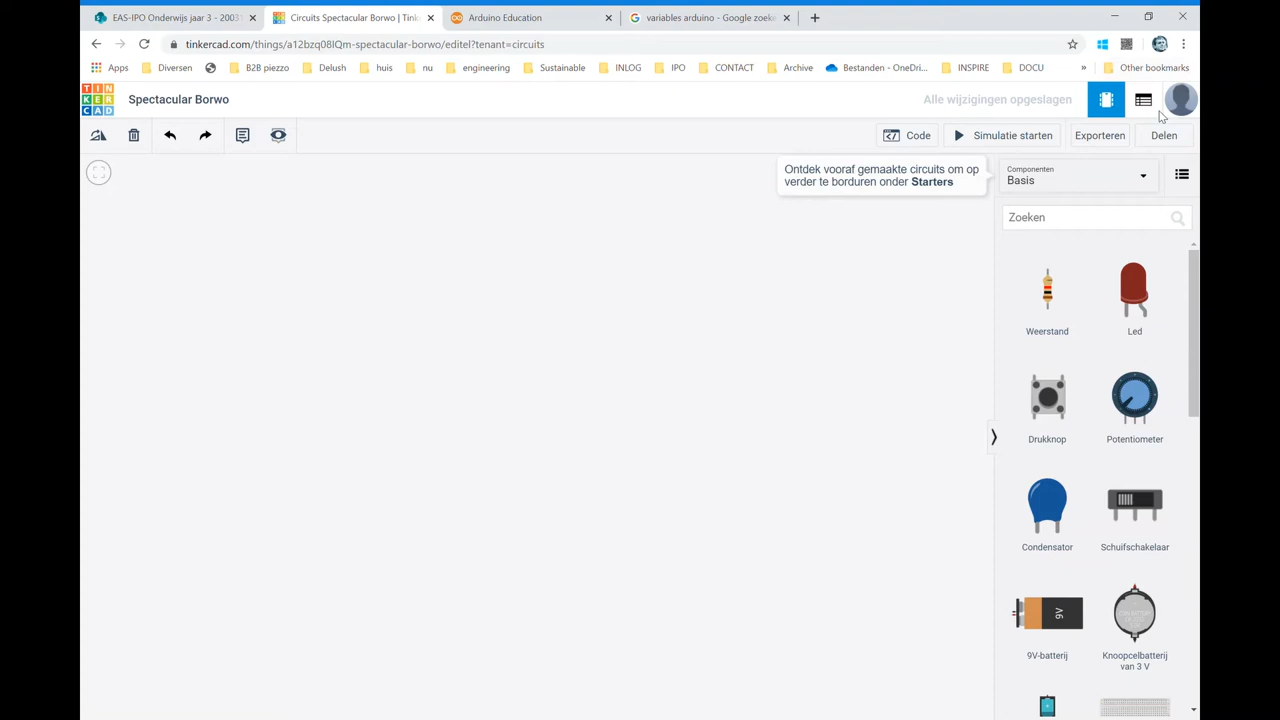 EAS-IPO Onderwijs jaar 3 - 2003
Circuits Spectacular Borwo | Tink
Arduino Education
variables arduino - Google zoek
tinkercad.com/things/a12bzq08IQm-spectacular-borwo/editel?tenant=circuits
Apps
Diversen
B2B piezzo
Delush
huis
nu
engineering
Sustainable
INLOG
IPO
CONTACT
Archive
Bestanden - OneDri...
INSPIRE
DOCU
»
Other bookmarks
TIN
KER
CAD
Spectacular Borwo
Alle wijzigingen opgeslagen
Code
Simulatie starten
Exporteren
Delen
Ontdek vooraf gemaakte circuits om op
verder te borduren onder Starters
Componenten
Basis
Zoeken
Weerstand
Led
Drukknop
Potentiometer
Condensator
Schuifschakelaar
9V
9V-batterij
Knoopcelbatterij
van 3 V